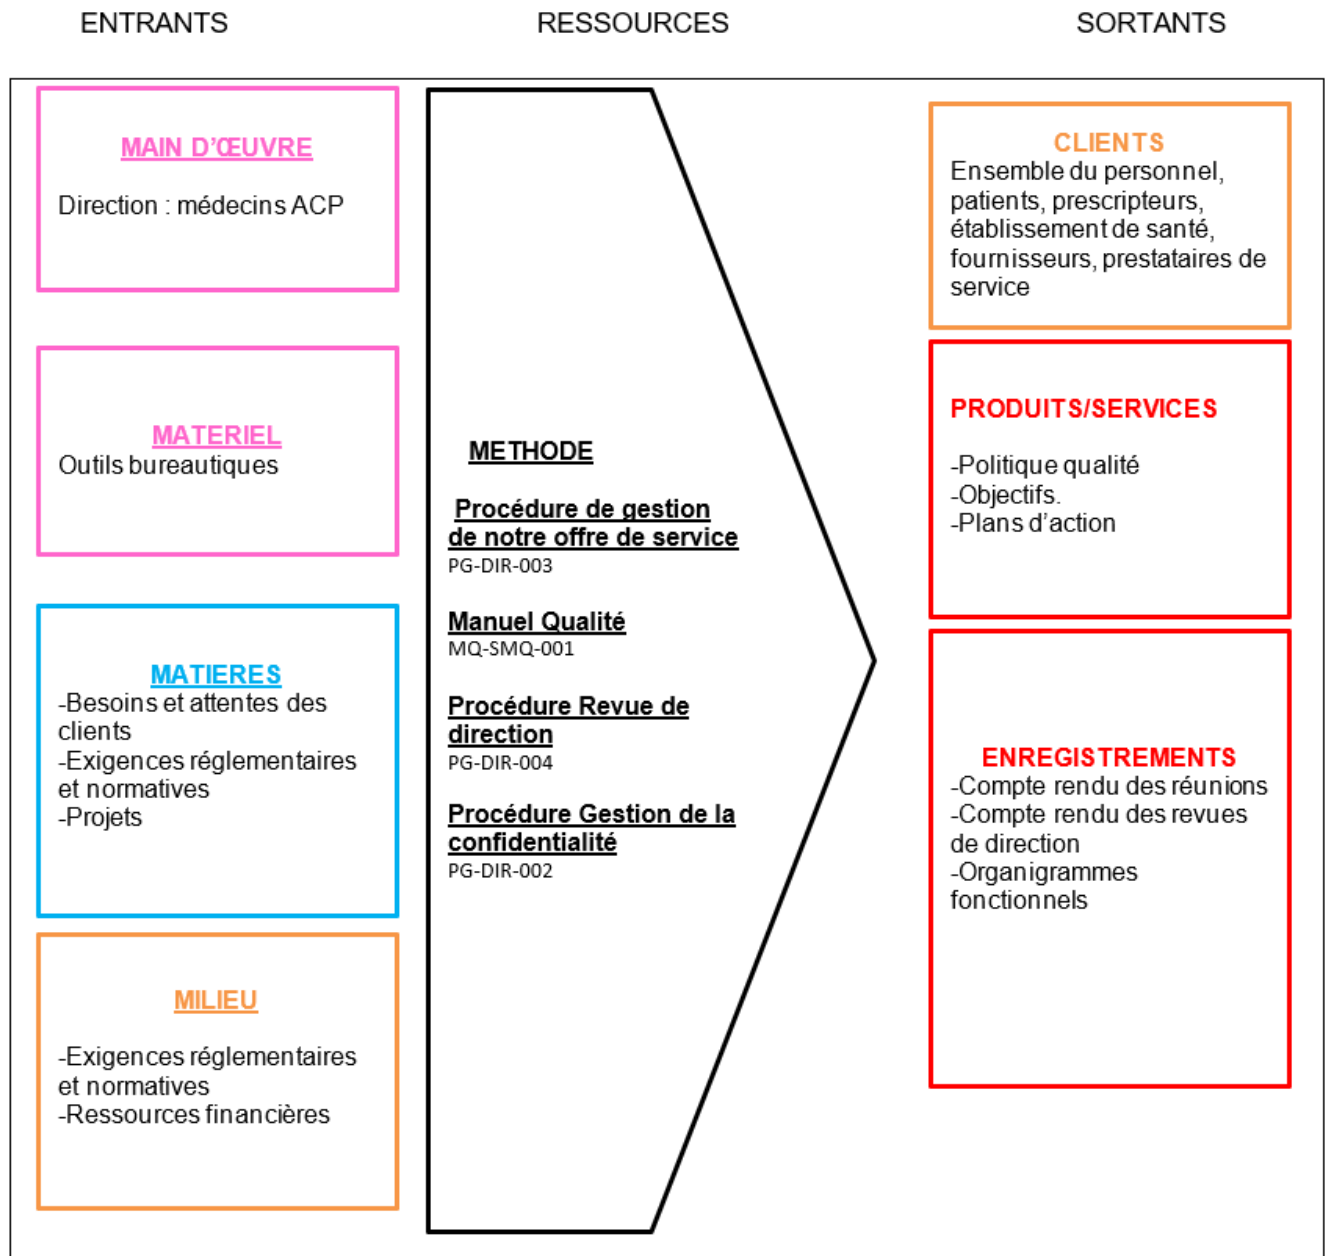 ENTRANTS
RESSOURCES
SORTANTS
MAIN D'ŒUVRE
Direction : médecins ACP
MATERIEL
Outils bureautiques
MATIERES
-Besoins et attentes des
clients
-Exigences réglementaires
et normatives
-Projets
MILIEU
-Exigences réglementaires
et normatives
-Ressources financières
METHODE
Procédure de gestion
de notre offre de service
PG-DIR-003
Manuel Qualité
MQ-SMQ-001
Procédure Revue de
direction
PG-DIR-004
Procédure Gestion de la
confidentialité
PG-DIR-002
CLIENTS
Ensemble du personnel,
patients, prescripteurs,
établissement de santé,
fournisseurs, prestataires de
service
PRODUITS/SERVICES
-Politique qualité
-Objectifs.
-Plans d'action
ENREGISTREMENTS
-Compte rendu des réunions
-Compte rendu des revues
de direction
-Organigrammes
fonctionnels